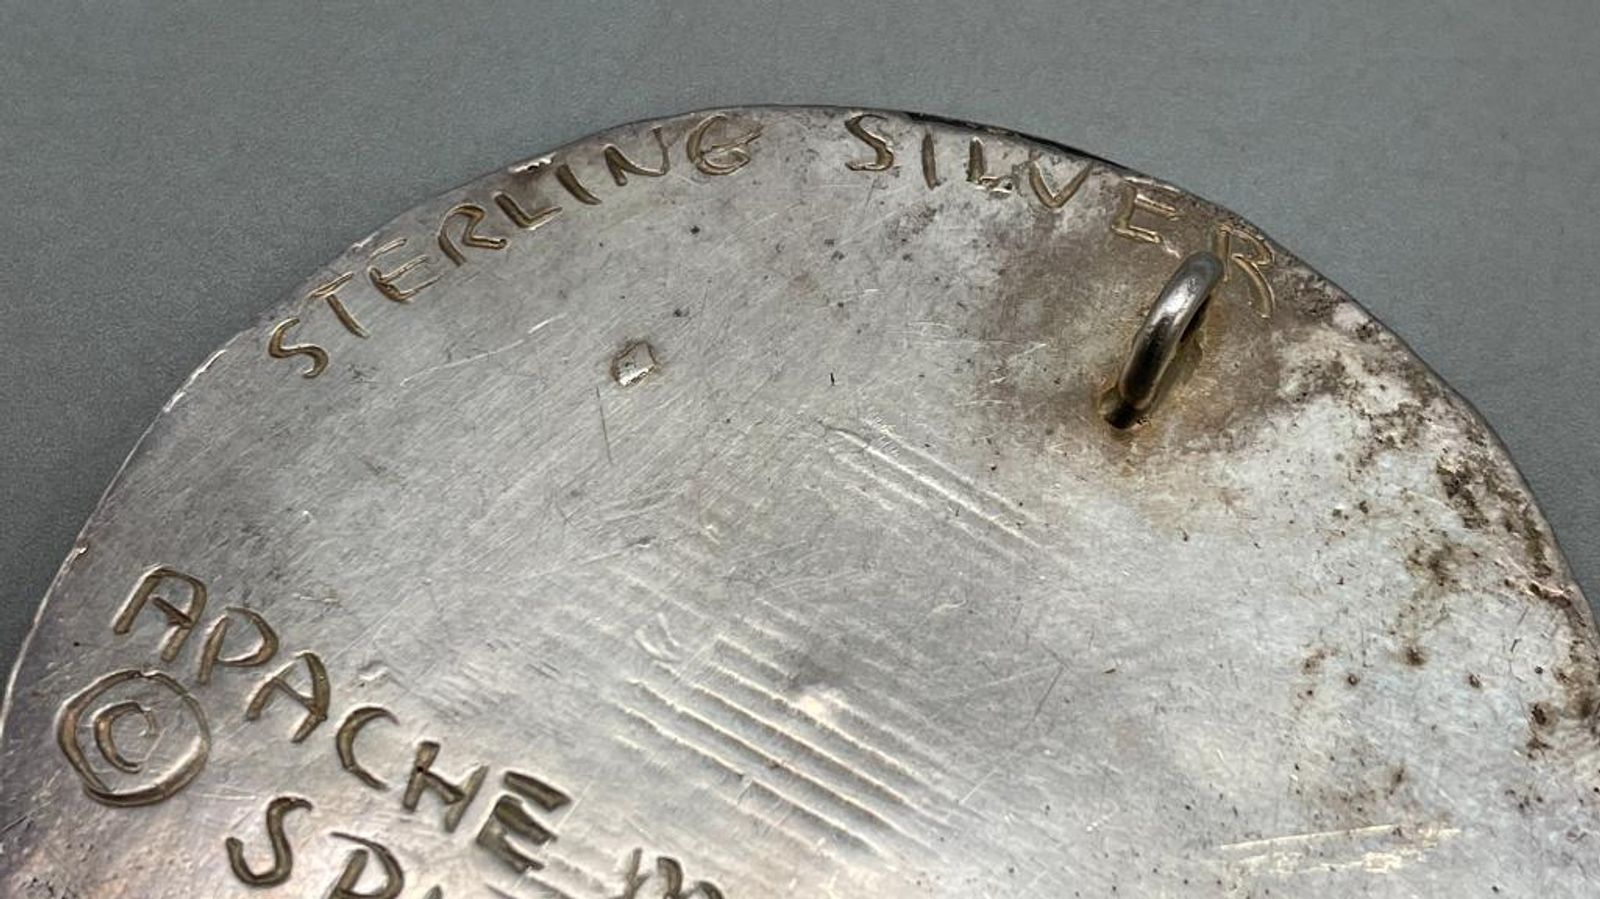 STERLING SILVER
APACHE
©